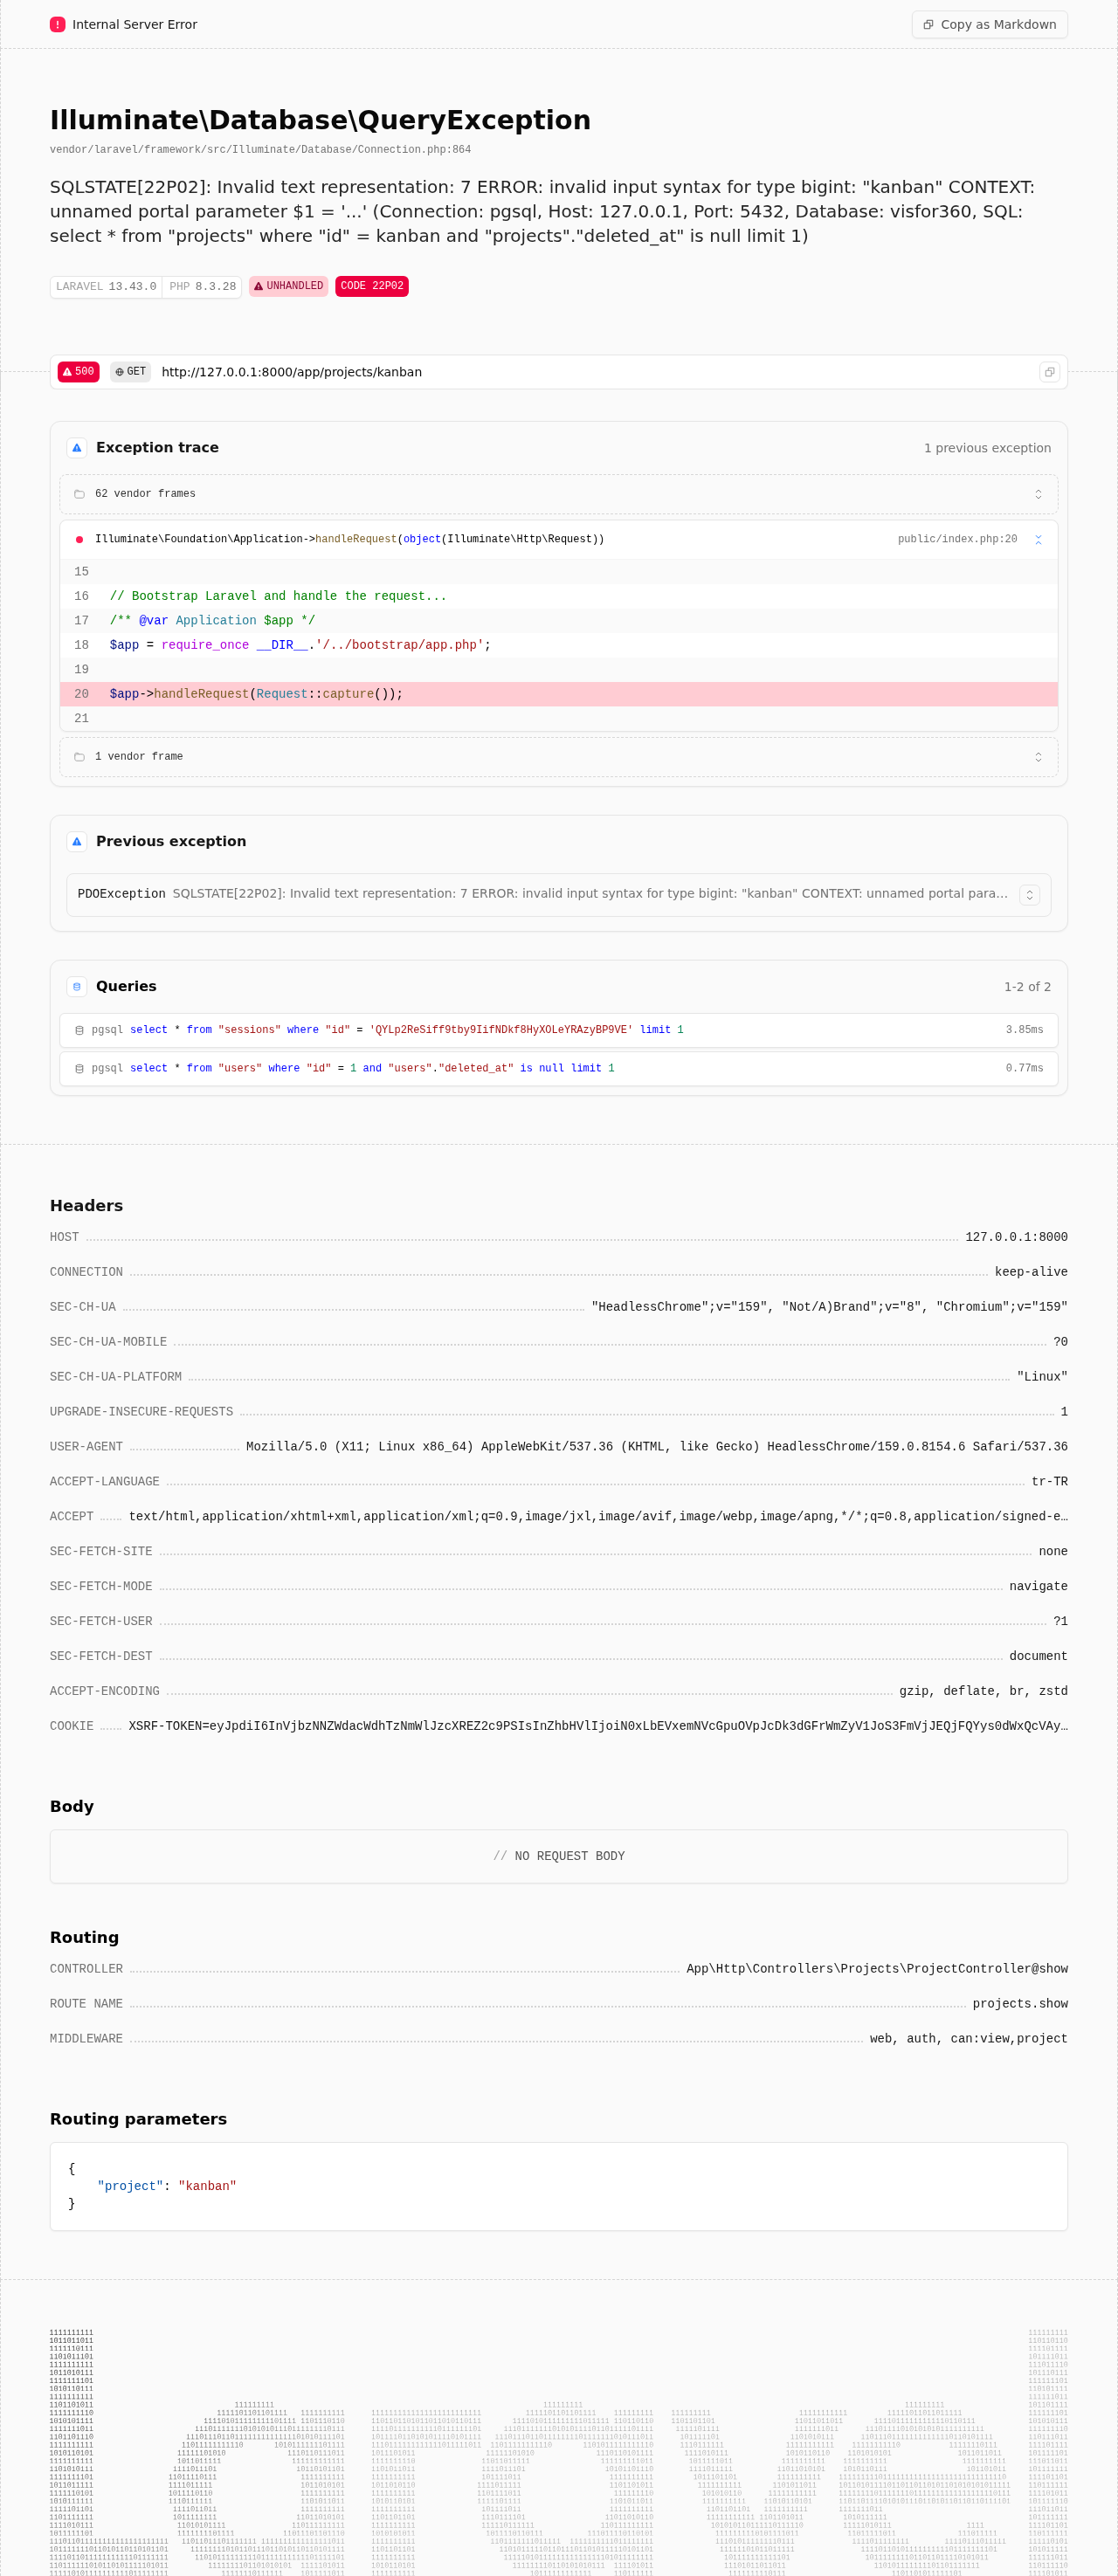 ! Internal Server Error
Copy as Markdown
Illuminate\Database\QueryException
vendor/laravel/framework/src/Illuminate/Database/Connection.php:864
SQLSTATE[22P02]: Invalid text representation: 7 ERROR: invalid input syntax for type bigint: "kanban" CONTEXT:
unnamed portal parameter $1 = '...' (Connection: pgsql, Host: 127.0.0.1, Port: 5432, Database: visfor360, SQL:
select * from "projects" where "id" = kanban and "projects"."deleted_at" is null limit 1)
LARAVEL 13.43.0 PHP 8.3.28 UNHANDLED CODE 22P02
500 GET http://127.0.0.1:8000/app/projects/kanban
Exception trace
1 previous exception
62 vendor frames
Illuminate\Foundation\Application->handleRequest(object(Illuminate\Http\Request)) public/index.php:20
15
16 // Bootstrap Laravel and handle the request...
17 /** @var Application $app */
18 $app = require_once __DIR__.'/../bootstrap/app.php';
19
20 $app->handleRequest(Request::capture());
21
1 vendor frame
Previous exception
PDOException SQLSTATE[22P02]: Invalid text representation: 7 ERROR: invalid input syntax for type bigint: "kanban" CONTEXT: unnamed portal para…
Queries
1-2 of 2
pgsql select * from "sessions" where "id" = 'QYLp2ReSiff9tby9IifNDkf8HyXOLeYRAzyBP9VE' limit 1 3.85ms
pgsql select * from "users" where "id" = 1 and "users"."deleted_at" is null limit 1 0.77ms
Headers
HOST 127.0.0.1:8000
CONNECTION keep-alive
SEC-CH-UA "HeadlessChrome";v="159", "Not/A)Brand";v="8", "Chromium";v="159"
SEC-CH-UA-MOBILE ?0
SEC-CH-UA-PLATFORM "Linux"
UPGRADE-INSECURE-REQUESTS 1
USER-AGENT Mozilla/5.0 (X11; Linux x86_64) AppleWebKit/537.36 (KHTML, like Gecko) HeadlessChrome/159.0.8154.6 Safari/537.36
ACCEPT-LANGUAGE tr-TR
ACCEPT text/html,application/xhtml+xml,application/xml;q=0.9,image/jxl,image/avif,image/webp,image/apng,*/*;q=0.8,application/signed-e…
SEC-FETCH-SITE none
SEC-FETCH-MODE navigate
SEC-FETCH-USER ?1
SEC-FETCH-DEST document
ACCEPT-ENCODING gzip, deflate, br, zstd
COOKIE XSRF-TOKEN=eyJpdiI6InVjbzNNZWdacWdhTzNmWlJzcXREZ2c9PSIsInZhbHVlIjoiN0xLbEVxemNVcGpuOVpJcDk3dGFrWmZyV1JoS3FmVjJEQjFQYys0dWxQcVAy…
Body
// NO REQUEST BODY
Routing
CONTROLLER App\Http\Controllers\Projects\ProjectController@show
ROUTE NAME projects.show
MIDDLEWARE web, auth, can:view,project
Routing parameters
{
"project": "kanban"
}